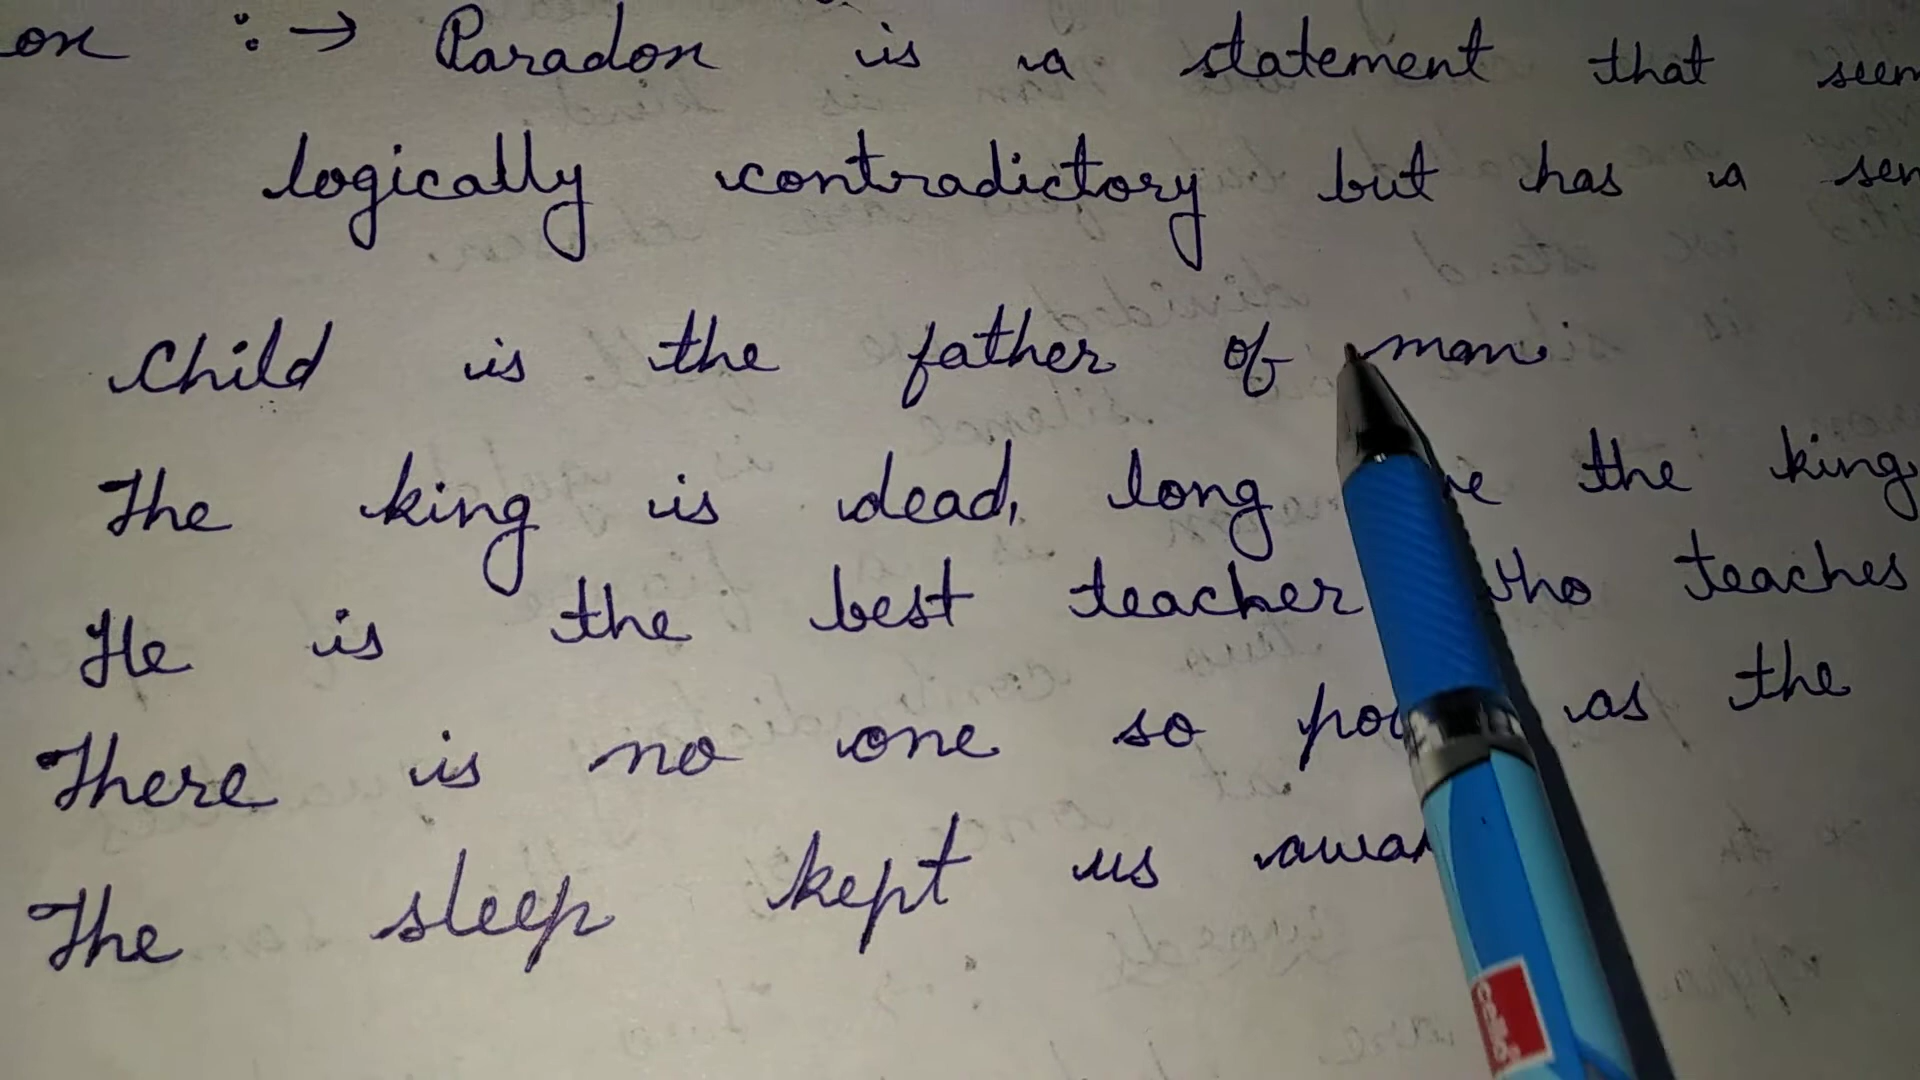 ox :→ Paradox is a statement that seem
logically contradictory but has a sen
Child is the father of man.
The king is dead, long the king
He is the best teacher who teaches
There is no one so as the
The sleep kept us
cello